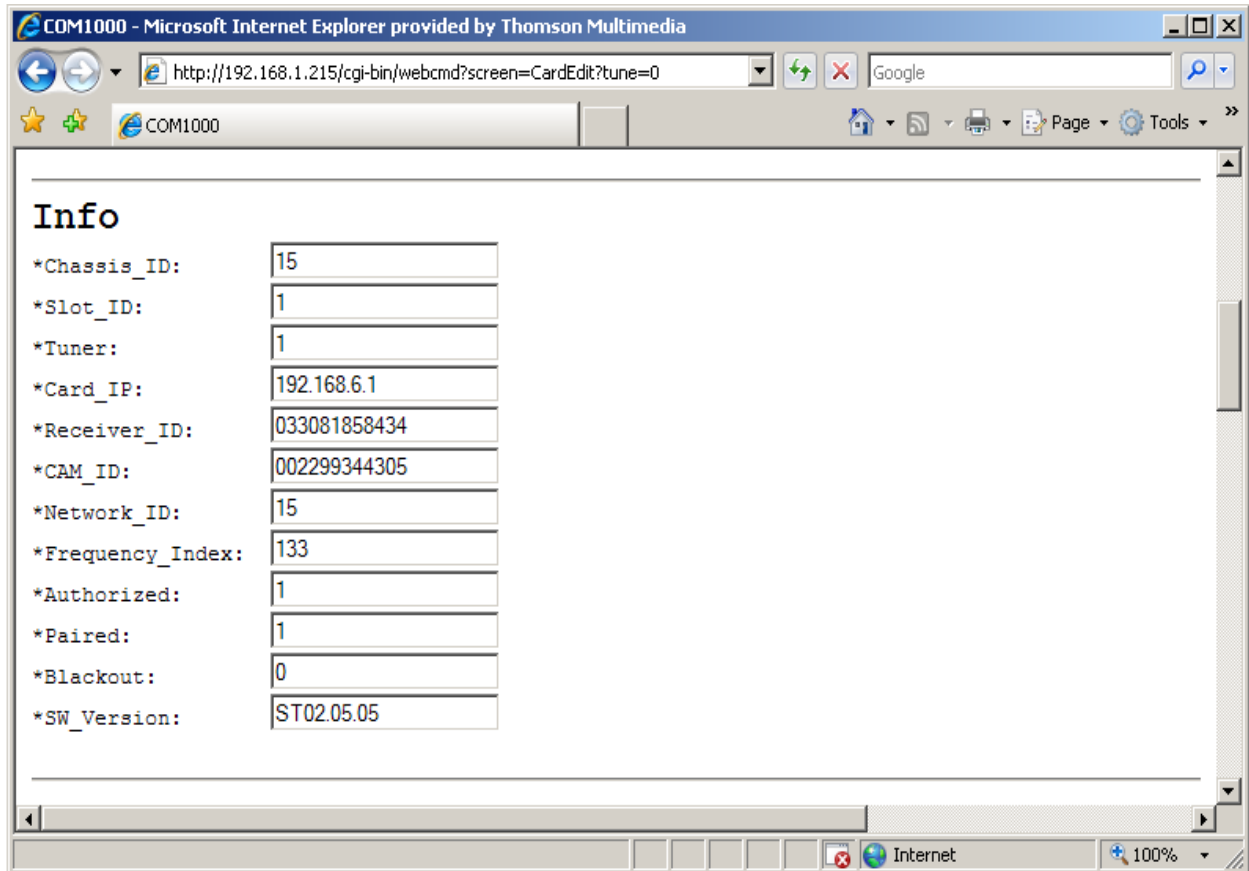 COM1000 - Microsoft Internet Explorer provided by Thomson Multimedia
http://192.168.1.215/cgi-bin/webcmd?screen=CardEdit?tune=0 Google
COM1000 Page Tools »
Info
*Chassis_ID: 15
*Slot_ID: 1
*Tuner: 1
*Card_IP: 192.168.6.1
*Receiver_ID: 033081858434
*CAM_ID: 002299344305
*Network_ID: 15
*Frequency_Index: 133
*Authorized: 1
*Paired: 1
*Blackout: 0
*SW_Version: ST02.05.05
Internet 100%